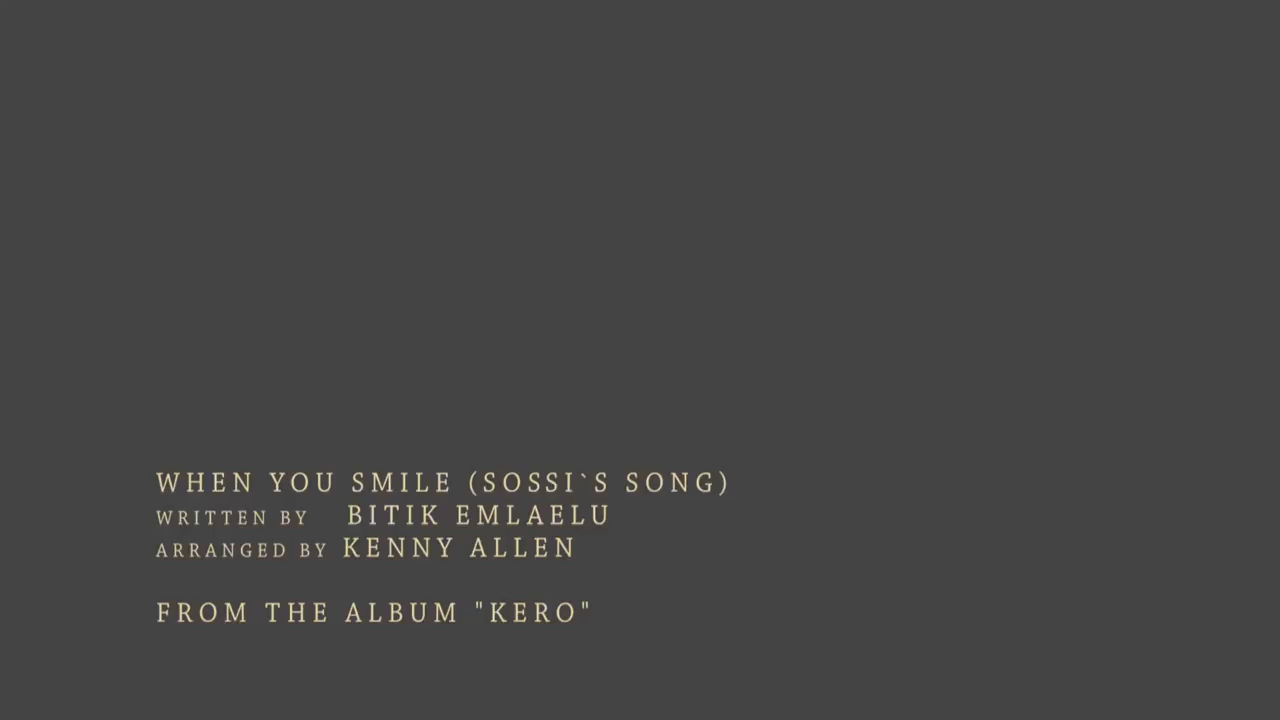 WHEN YOU SMILE (SOSSI`S SONG)
WRITTEN BY BITIK EMLAELU
ARRANGED BY KENNY ALLEN
FROM THE ALBUM "KERO"